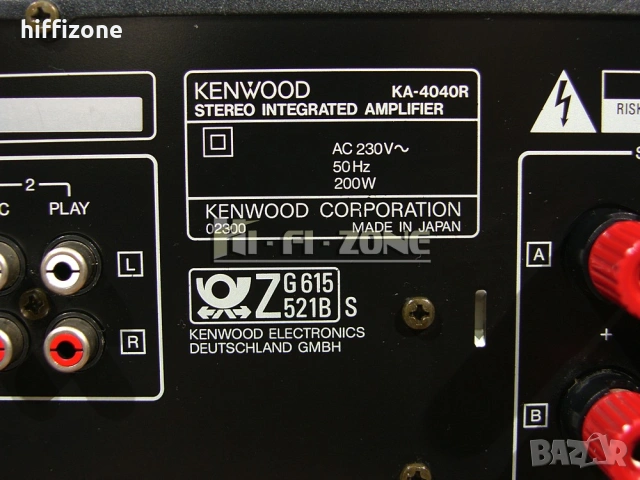 hiffizone
KENWOOD KA-4040R
STEREO INTEGRATED AMPLIFIER
AC 230V~
50Hz
200W
KENWOOD CORPORATION
02300 MADE IN JAPAN
HI-FI-ZONE
2
C PLAY
L
R
Z G 615
521B S
KENWOOD ELECTRONICS
DEUTSCHLAND GMBH
RISK
S
A
+
B
BAZAR